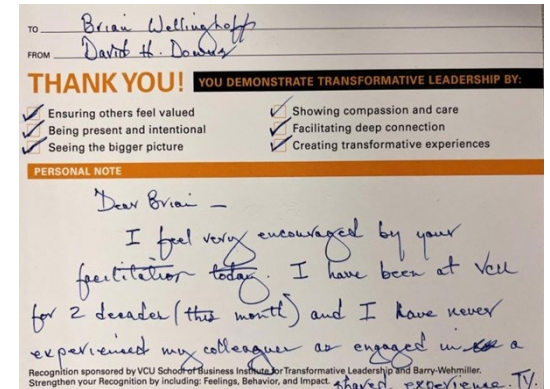 TO Brian Wellinghoff
FROM David H. Downs
THANK YOU! YOU DEMONSTRATE TRANSFORMATIVE LEADERSHIP BY:
Ensuring others feel valued
Being present and intentional
Seeing the bigger picture
Showing compassion and care
Facilitating deep connection
Creating transformative experiences
PERSONAL NOTE
Dear Brian –
I feel very encouraged by your
facilitation today. I have been at VCU
for 2 decades (this month) and I have never
experienced my colleagues as engaged in a
shared experience. TY.
Recognition sponsored by VCU School of Business Institute for Transformative Leadership and Barry-Wehmiller.
Strengthen your Recognition by including: Feelings, Behavior, and Impact.